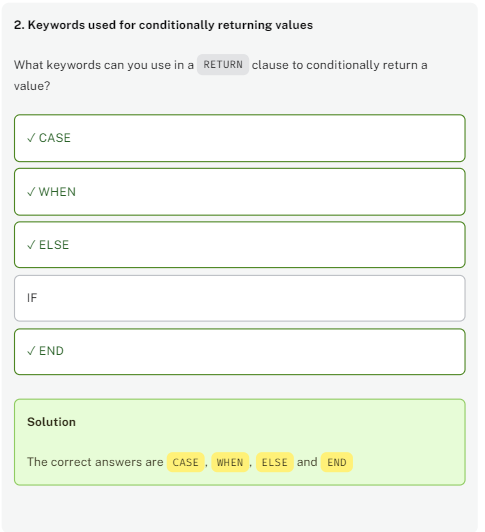 2. Keywords used for conditionally returning values
What keywords can you use in a RETURN clause to conditionally return a
value?
✓ CASE
✓ WHEN
✓ ELSE
IF
✓ END
Solution
The correct answers are CASE, WHEN, ELSE and END